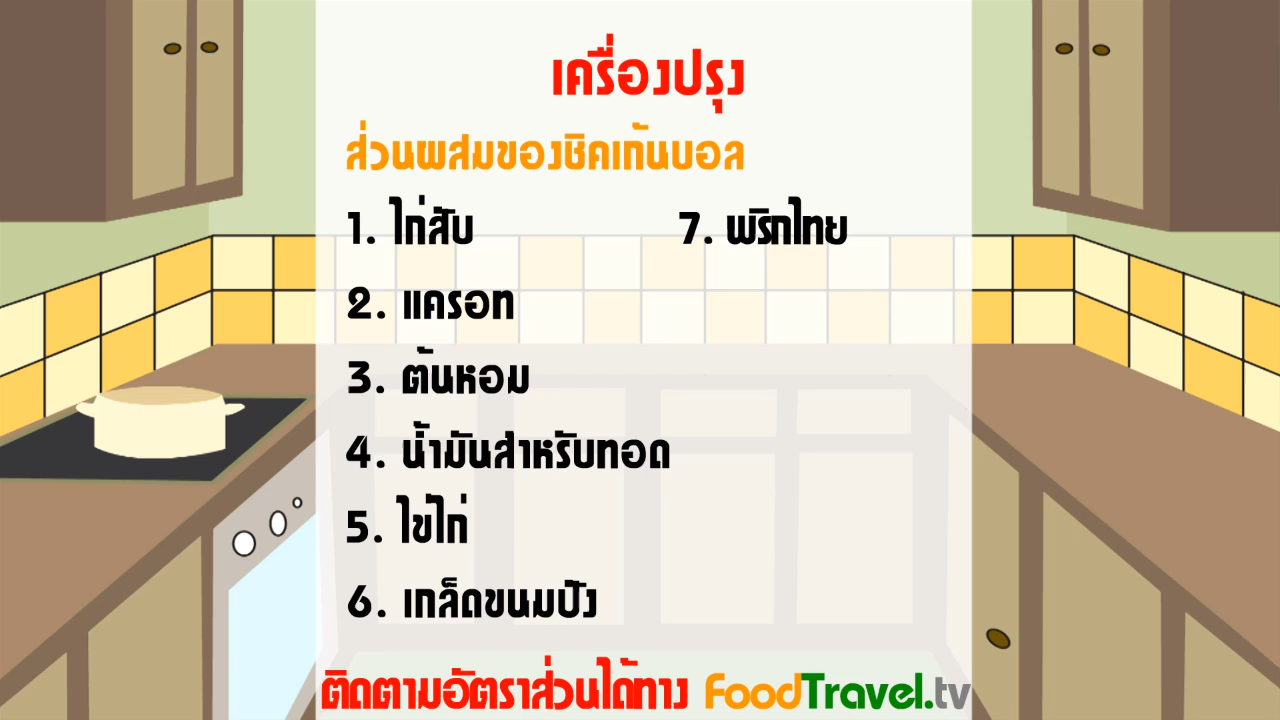 เครื่องปรุง
ส่วนผสมของชิคเก้นบอล
1. ไก่สับ
2. แครอท
3. ต้นหอม
4. น้ำมันสำหรับทอด
5. ไข่ไก่
6. เกล็ดขนมปัง
7. พริกไทย
ติดตามอัตราส่วนได้ทาง FoodTravel.tv